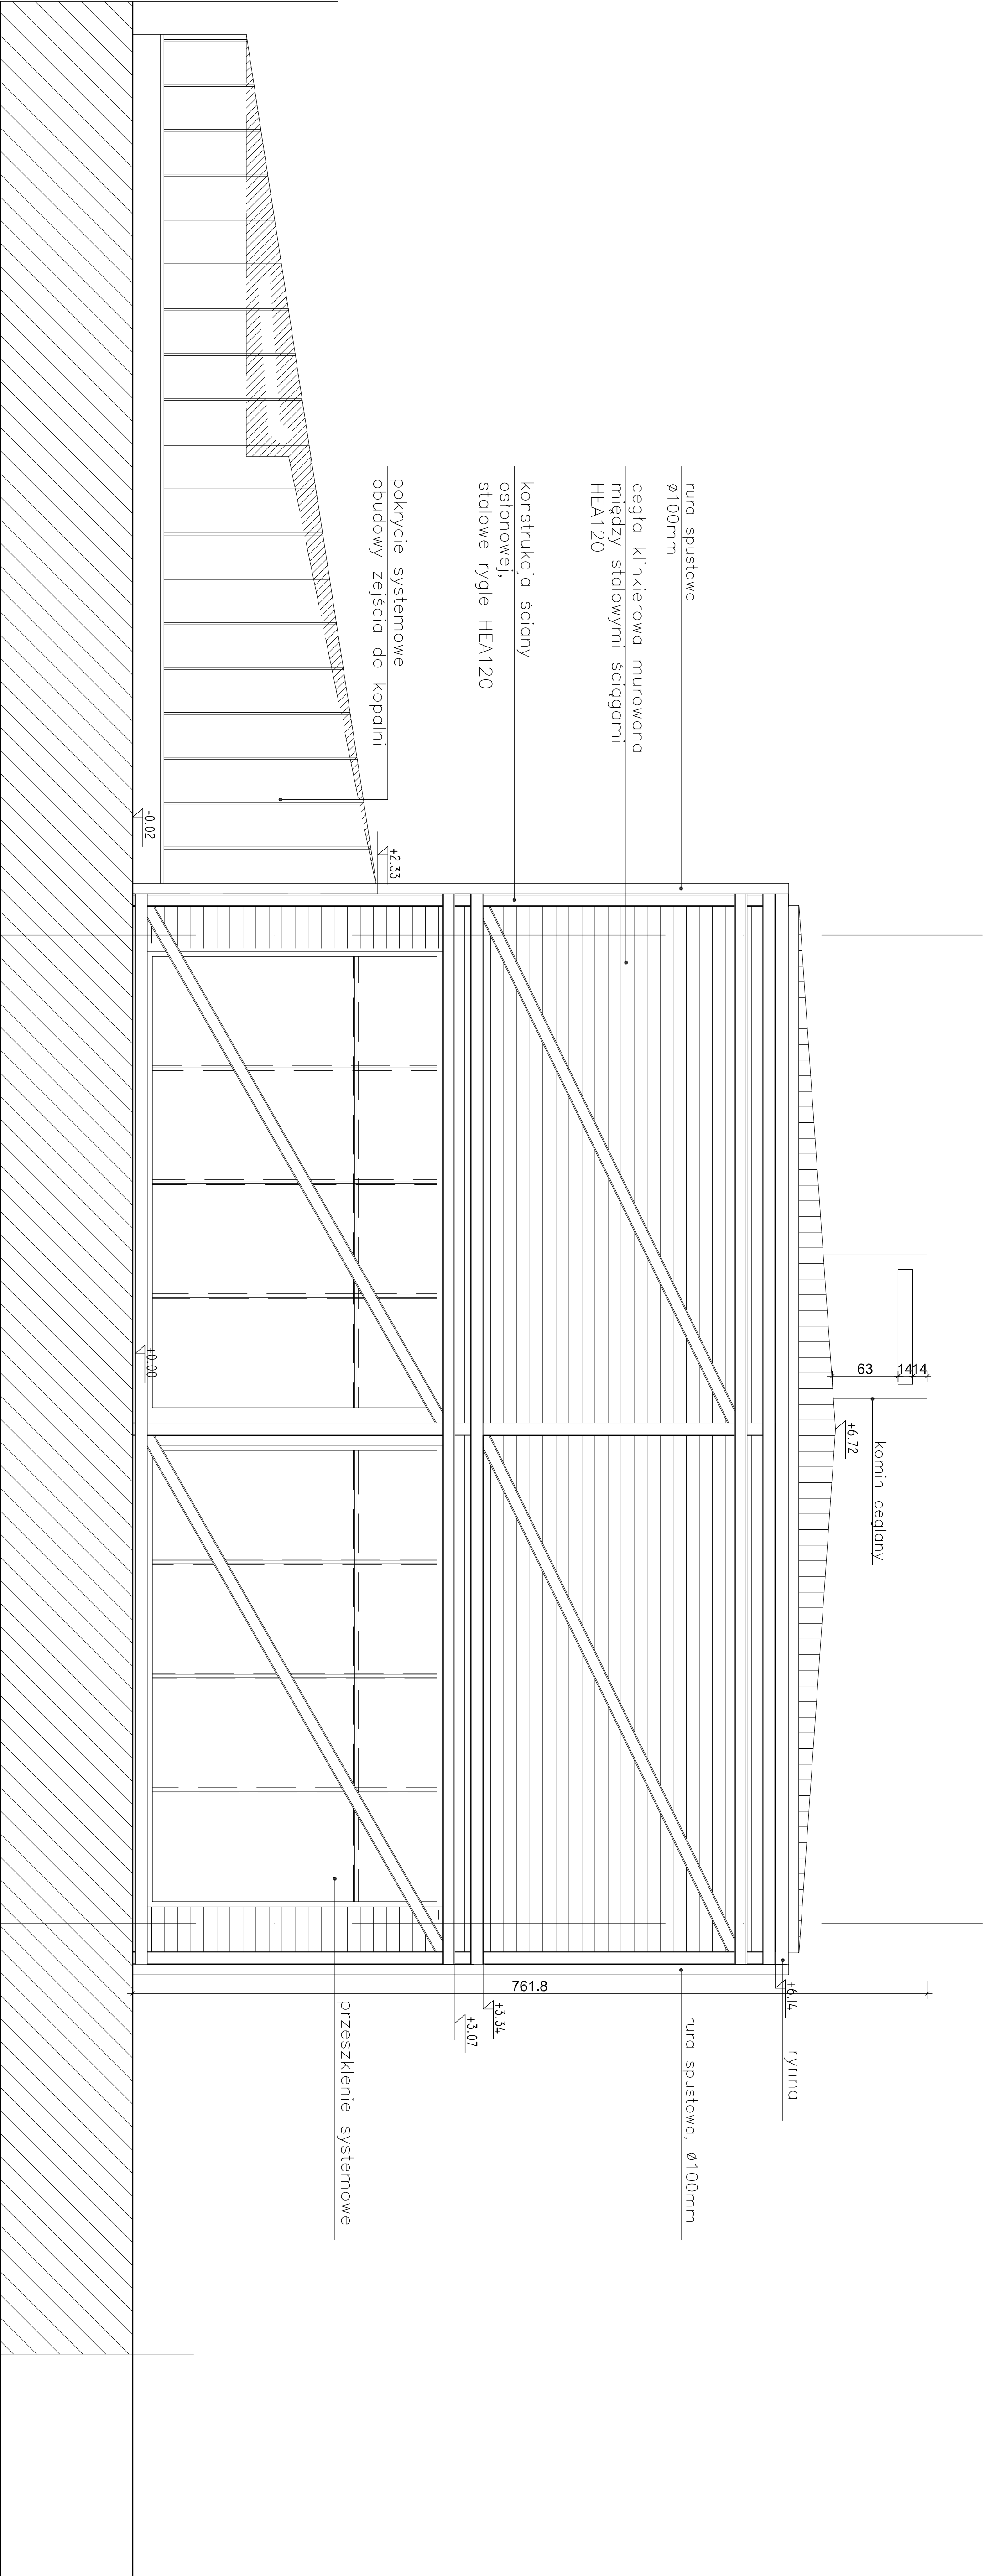 rura spustowa
ø100mm
cegła klinkierowa murowana
między stalowymi ściągami
HEA120
konstrukcja ściany
osłonowej,
stalowe rygle HEA120
pokrycie systemowe
obudowy zejścia do kopalni
-0.02
+2.33
63
14
14
+6.72
komin ceglany
+0.00
761.8
+6.14
+3.34
+3.07
rynna
rura spustowa, ø100mm
przeszklenie systemowe